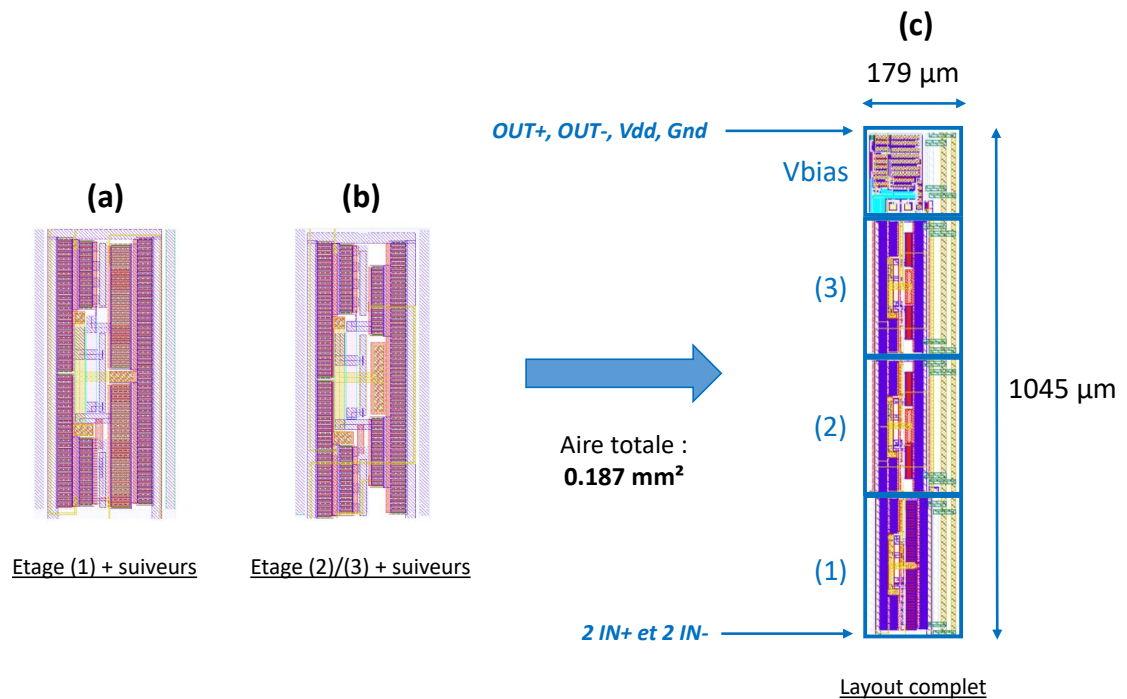 (c)
179 µm
OUT+, OUT-, Vdd, Gnd
Vbias
(a)
(b)
(3)
1045 µm
(2)
Aire totale :
0.187 mm²
Etage (1) + suiveurs
Etage (2)/(3) + suiveurs
(1)
2 IN+ et 2 IN-
Layout complet